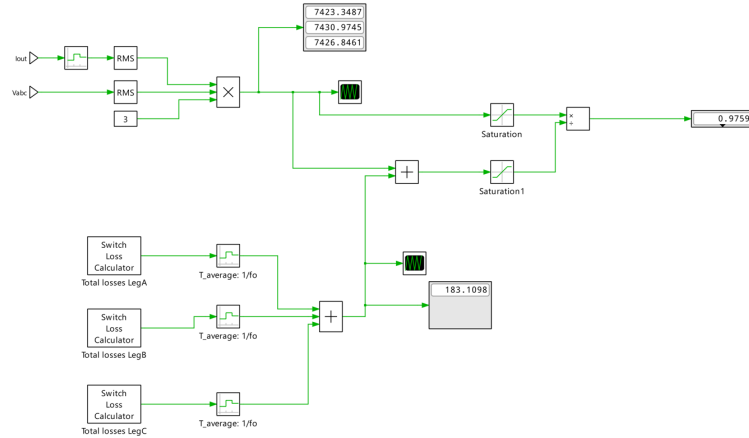 7423.3487
7430.9745
7426.8461
Iout
RMS
Vabc
RMS
3
×
Saturation
×
÷
0.9759
+
Saturation1
Switch
Loss
Calculator
Total losses LegA
T_average: 1/fo
183.1098
Switch
Loss
Calculator
Total losses LegB
T_average: 1/fo
+
Switch
Loss
Calculator
Total losses LegC
T_average: 1/fo